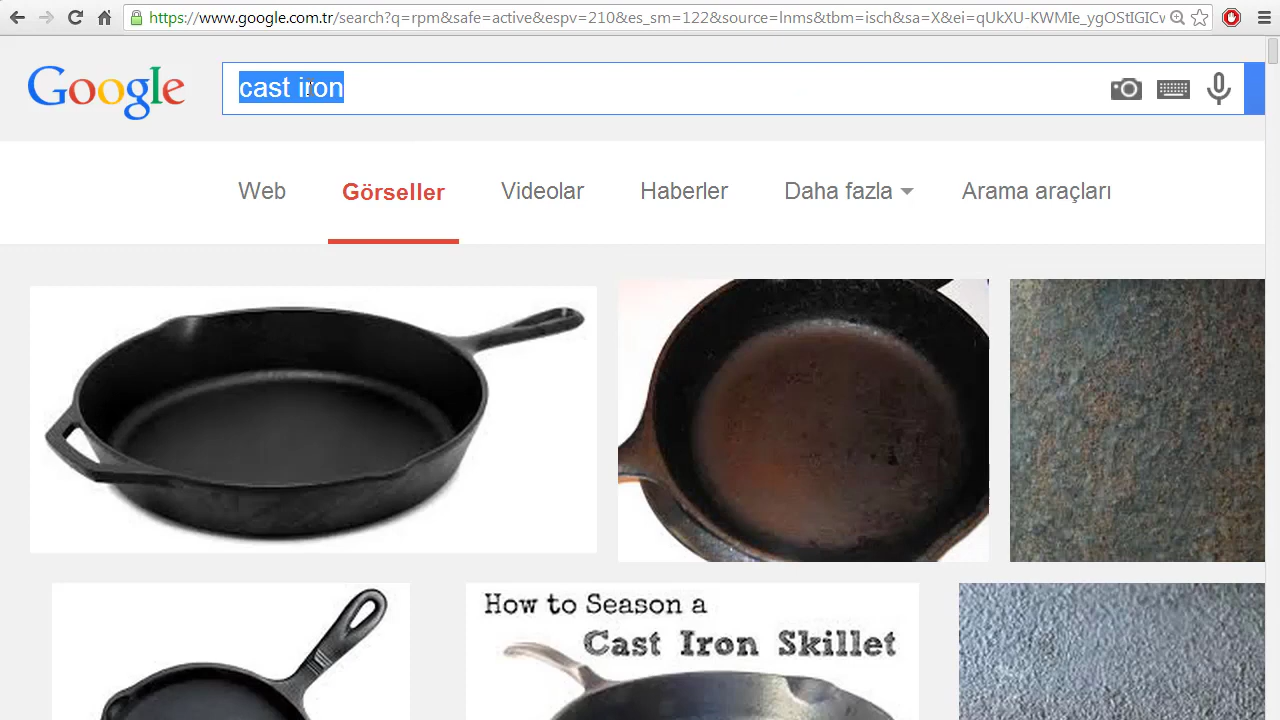 https://www.google.com.tr/search?q=rpm&safe=active&espv=210&es_sm=122&source=lnms&tbm=isch&sa=X&ei=qUkXU-KWMIe_ygOStIGICw
Google
cast iron
Web Görseller Videolar Haberler Daha fazla Arama araçları
How to Season a
Cast Iron Skillet